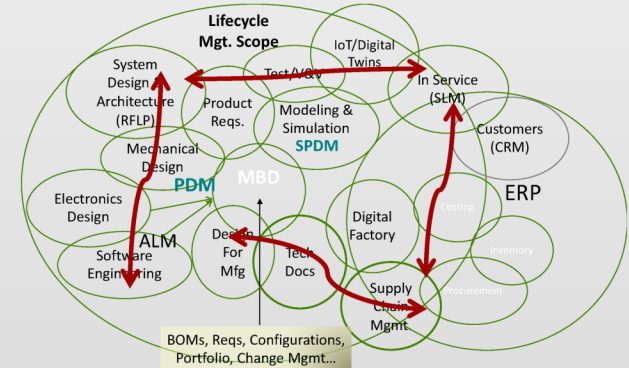 Lifecycle
Mgt. Scope
IoT/Digital
Twins
System
Design &
Architecture
(RFLP)
Test/V&V
In Service
(SLM)
Product
Reqs.
Modeling &
Simulation
SPDM
Customers
(CRM)
Mechanical
Design
PDM
MBD
ERP
Electronics
Design
Costing
Digital
Factory
ALM
Software
Engineering
Design
For
Mfg
Tech
Docs
Inventory
Supply
Chain
Mgmt.
Procurement
BOMs, Reqs, Configurations,
Portfolio, Change Mgmt...